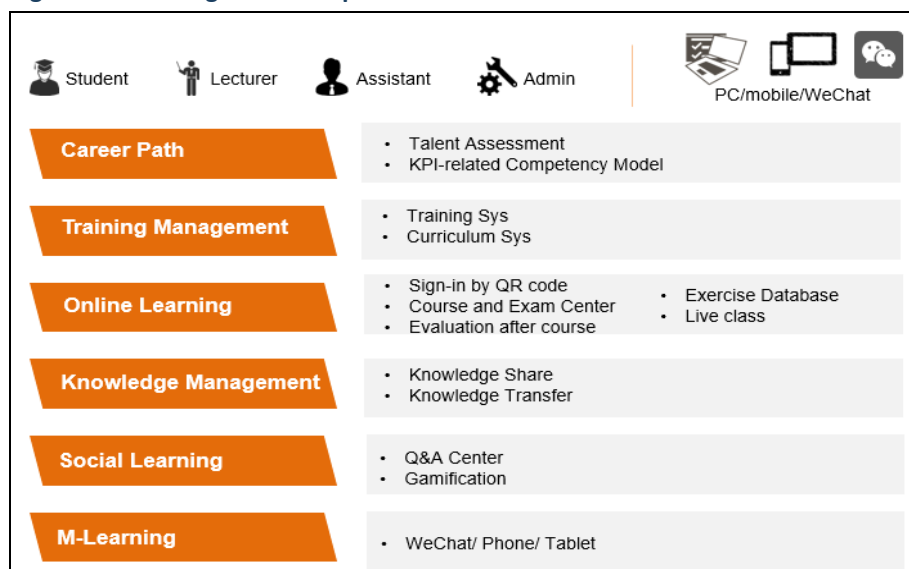 Student
Lecturer
Assistant
Admin
PC/mobile/WeChat
Career Path
• Talent Assessment
• KPI-related Competency Model
Training Management
• Training Sys
• Curriculum Sys
Online Learning
• Sign-in by QR code
• Course and Exam Center
• Evaluation after course
• Exercise Database
• Live class
Knowledge Management
• Knowledge Share
• Knowledge Transfer
Social Learning
• Q&A Center
• Gamification
M-Learning
• WeChat/ Phone/ Tablet